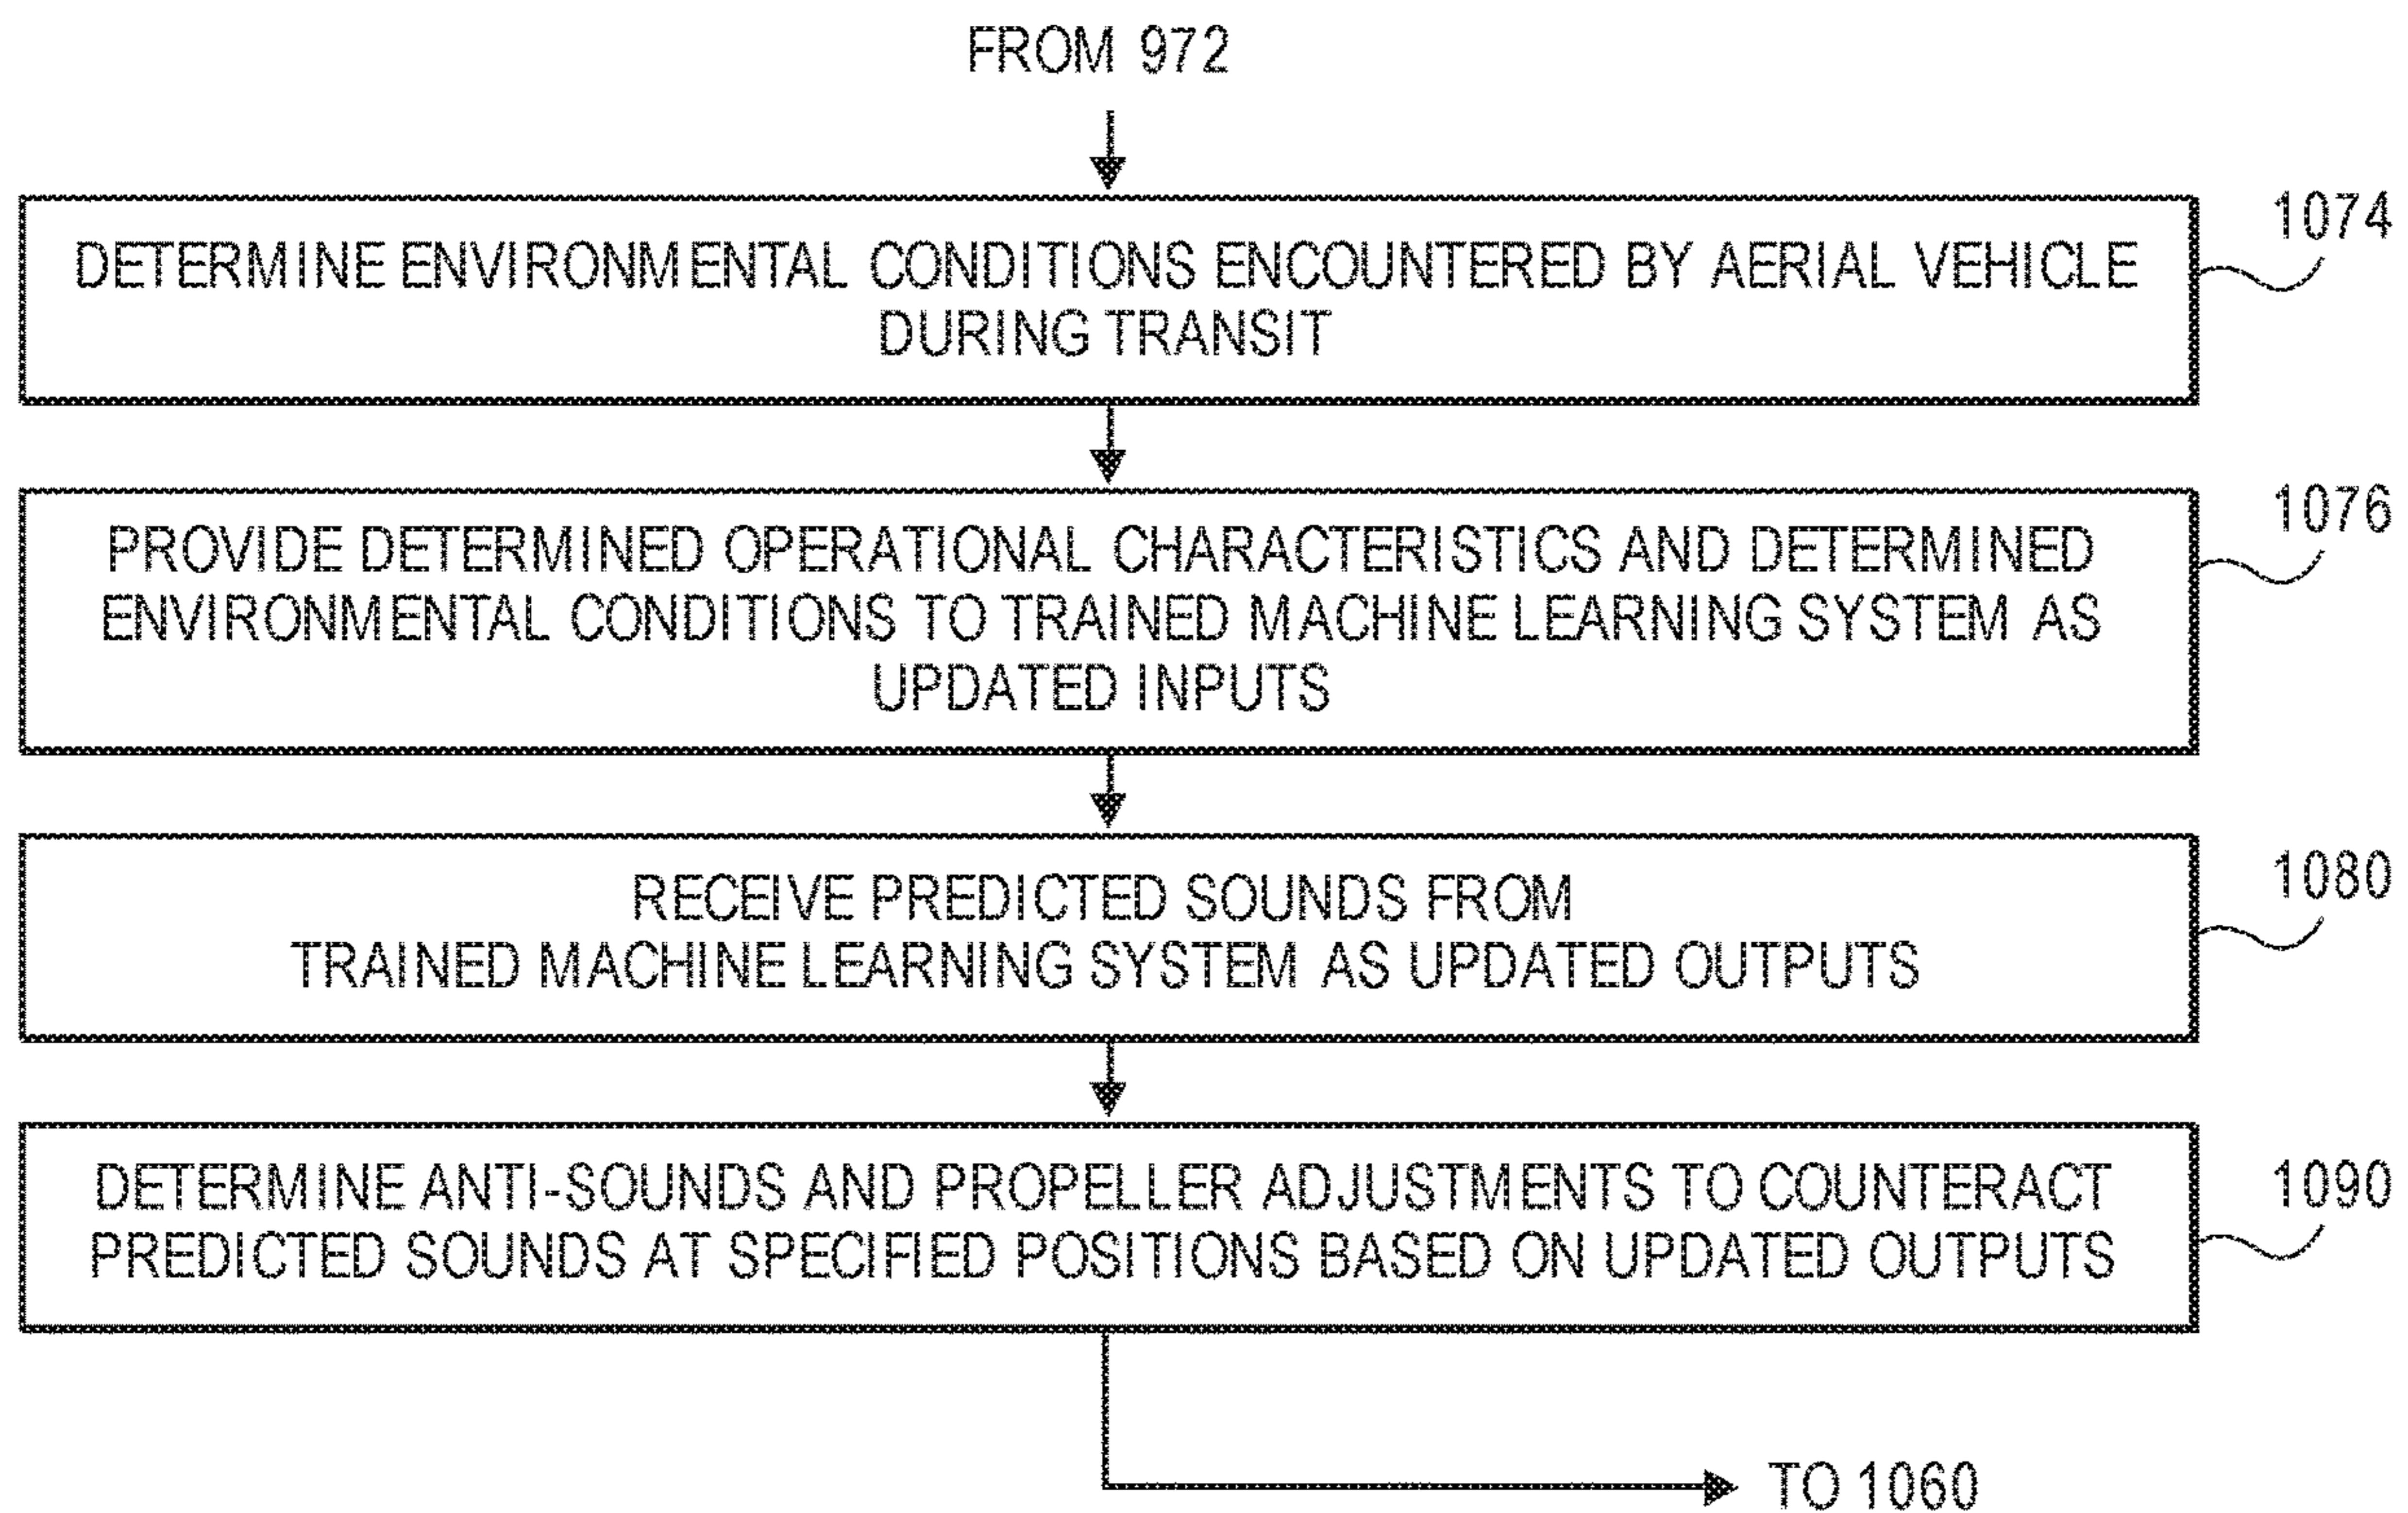 FROM 972
1074
DETERMINE ENVIRONMENTAL CONDITIONS ENCOUNTERED BY AERIAL VEHICLE
DURING TRANSIT
1076
PROVIDE DETERMINED OPERATIONAL CHARACTERISTICS AND DETERMINED
ENVIRONMENTAL CONDITIONS TO TRAINED MACHINE LEARNING SYSTEM AS
UPDATED INPUTS
1080
RECEIVE PREDICTED SOUNDS FROM
TRAINED MACHINE LEARNING SYSTEM AS UPDATED OUTPUTS
1090
DETERMINE ANTI-SOUNDS AND PROPELLER ADJUSTMENTS TO COUNTERACT
PREDICTED SOUNDS AT SPECIFIED POSITIONS BASED ON UPDATED OUTPUTS
TO 1060